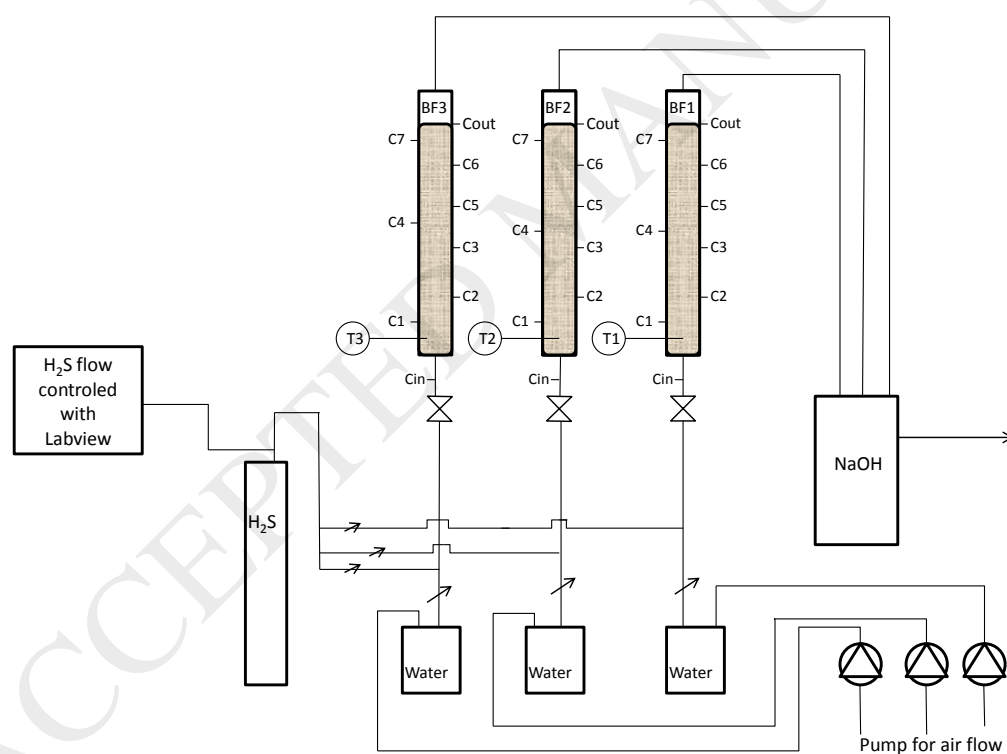 BF3
BF2
BF1
Cout
Cout
Cout
C7
C7
C7
C6
C6
C6
C5
C5
C5
C4
C4
C4
C3
C3
C3
C2
C2
C2
C1
C1
C1
T3
T2
T1
Cin
Cin
Cin
H₂S flow
controled
with
Labview
NaOH
H₂S
Water
Water
Water
Pump for air flow
ACCEPTED MANU